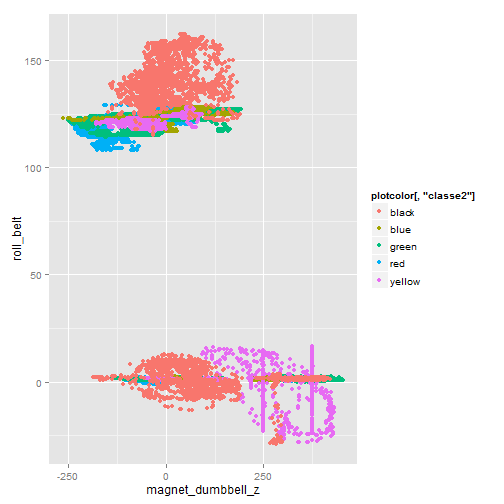 150
100
50
0
roll_belt
-250
0
250
magnet_dumbbell_z
plotcolor[, "classe2"]
black
blue
green
red
yellow